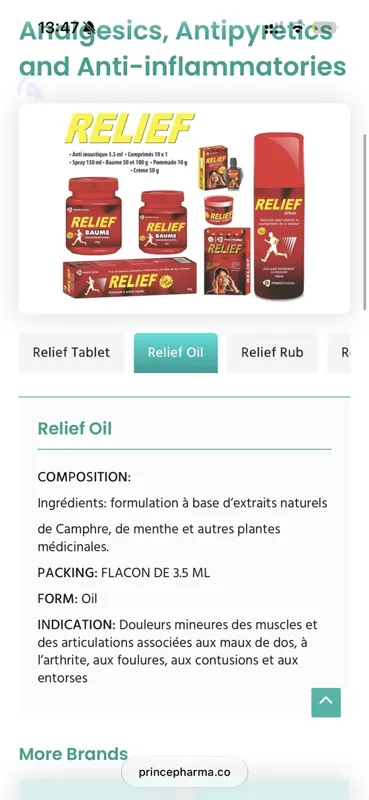 13:47
Analgesics, Antipyretics
and Anti-inflammatories
RELIEF
• Anti moustique 3.5 ml • Comprimés 10 x 1
• Spray 150 ml • Baume 50 et 100 g • Pommade 10 g
• Crème 50 g
RELIEF
BAUME
RELIEF
BAUME
RELIEF
RELIEF
RELIEF
RELIEF
RELIEF
SPRAY
Relief Tablet
Relief Oil
Relief Rub
Relief Oil
COMPOSITION:
Ingrédients: formulation à base d’extraits naturels
de Camphre, de menthe et autres plantes
médicinales.
PACKING: FLACON DE 3.5 ML
FORM: Oil
INDICATION: Douleurs mineures des muscles et
des articulations associées aux maux de dos, à
l’arthrite, aux foulures, aux contusions et aux
entorses
More Brands
princepharma.co